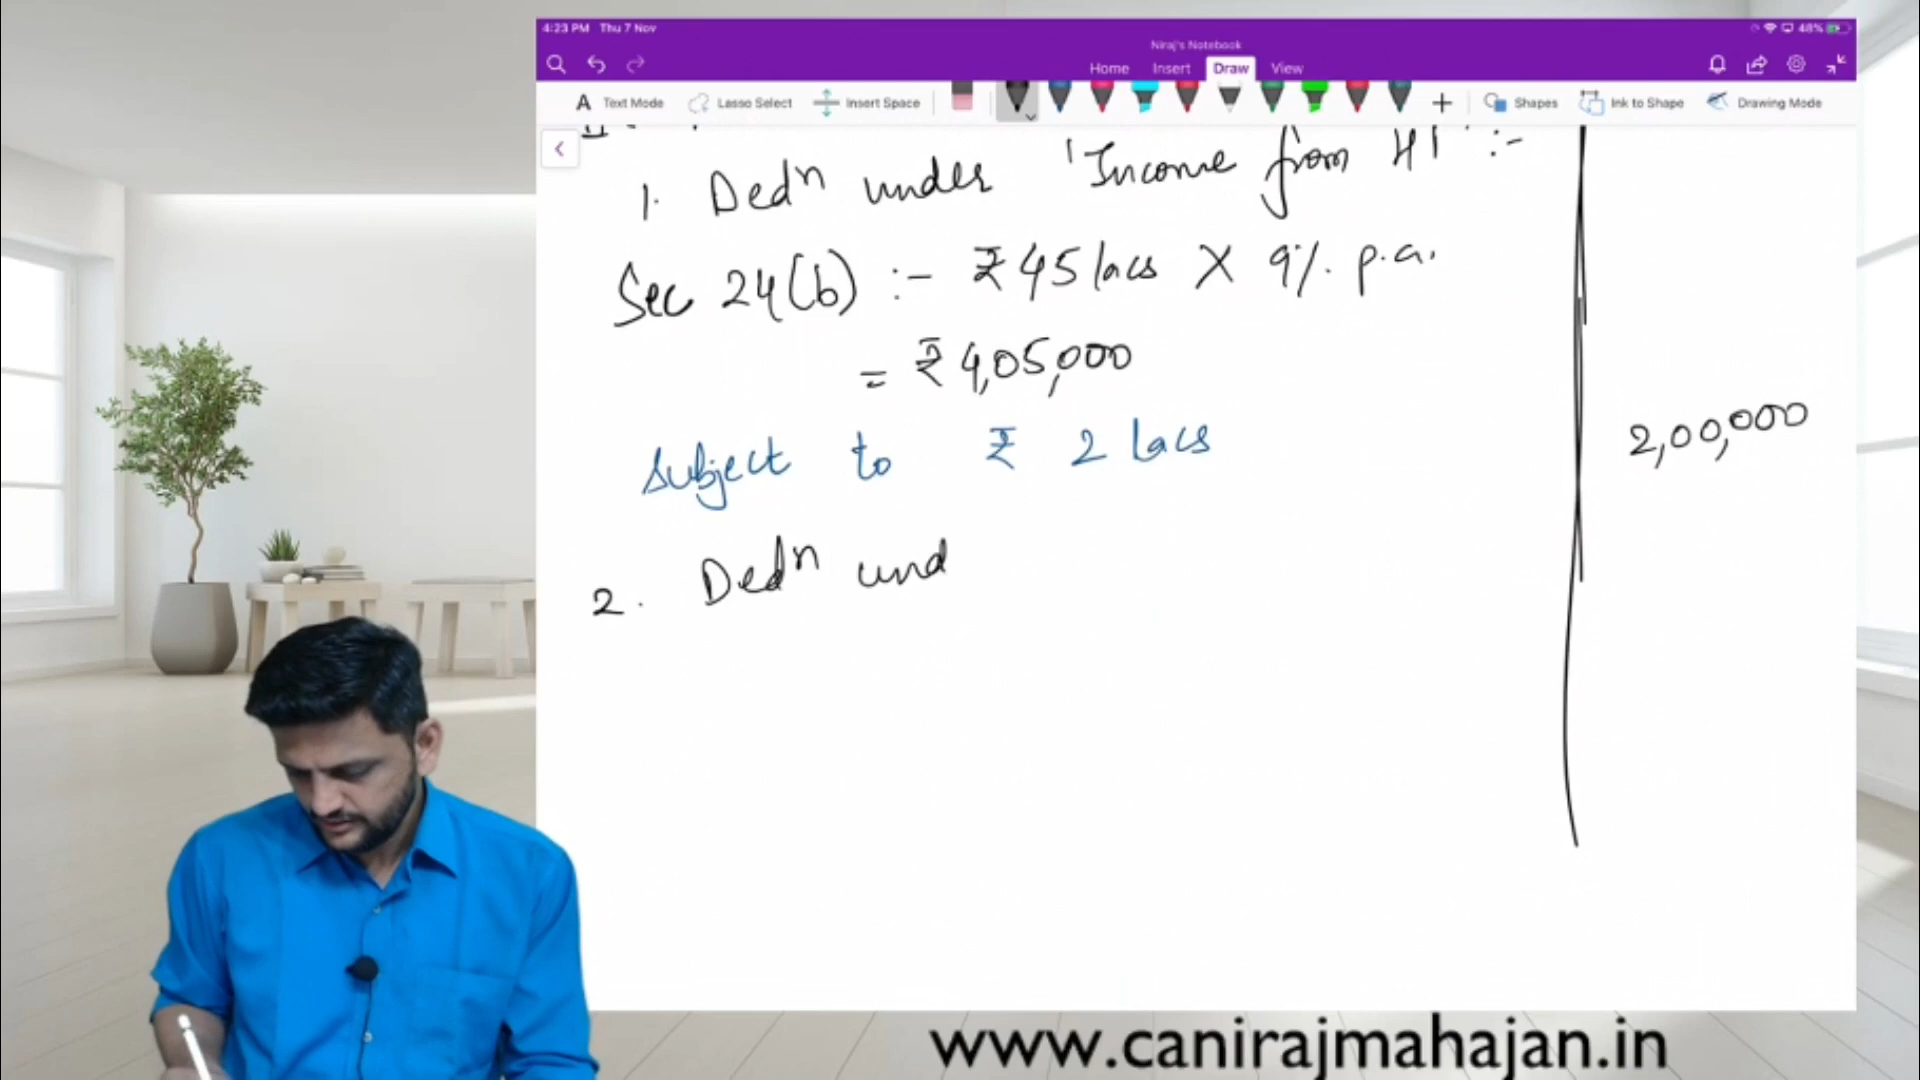 4:23 PM Thu 7 Nov
48%
Niraj's Notebook
Home Insert Draw View
A Text Mode Lasso Select Insert Space + Shapes Ink to Shape Drawing Mode
1. Dedⁿ under 'Income from HP' :-
Sec 24(b) :- ₹45 lacs X 9% p.a.
= ₹4,05,000
Subject to ₹ 2 lacs
2,00,000
2. Dedⁿ und
www.canirajmahajan.in